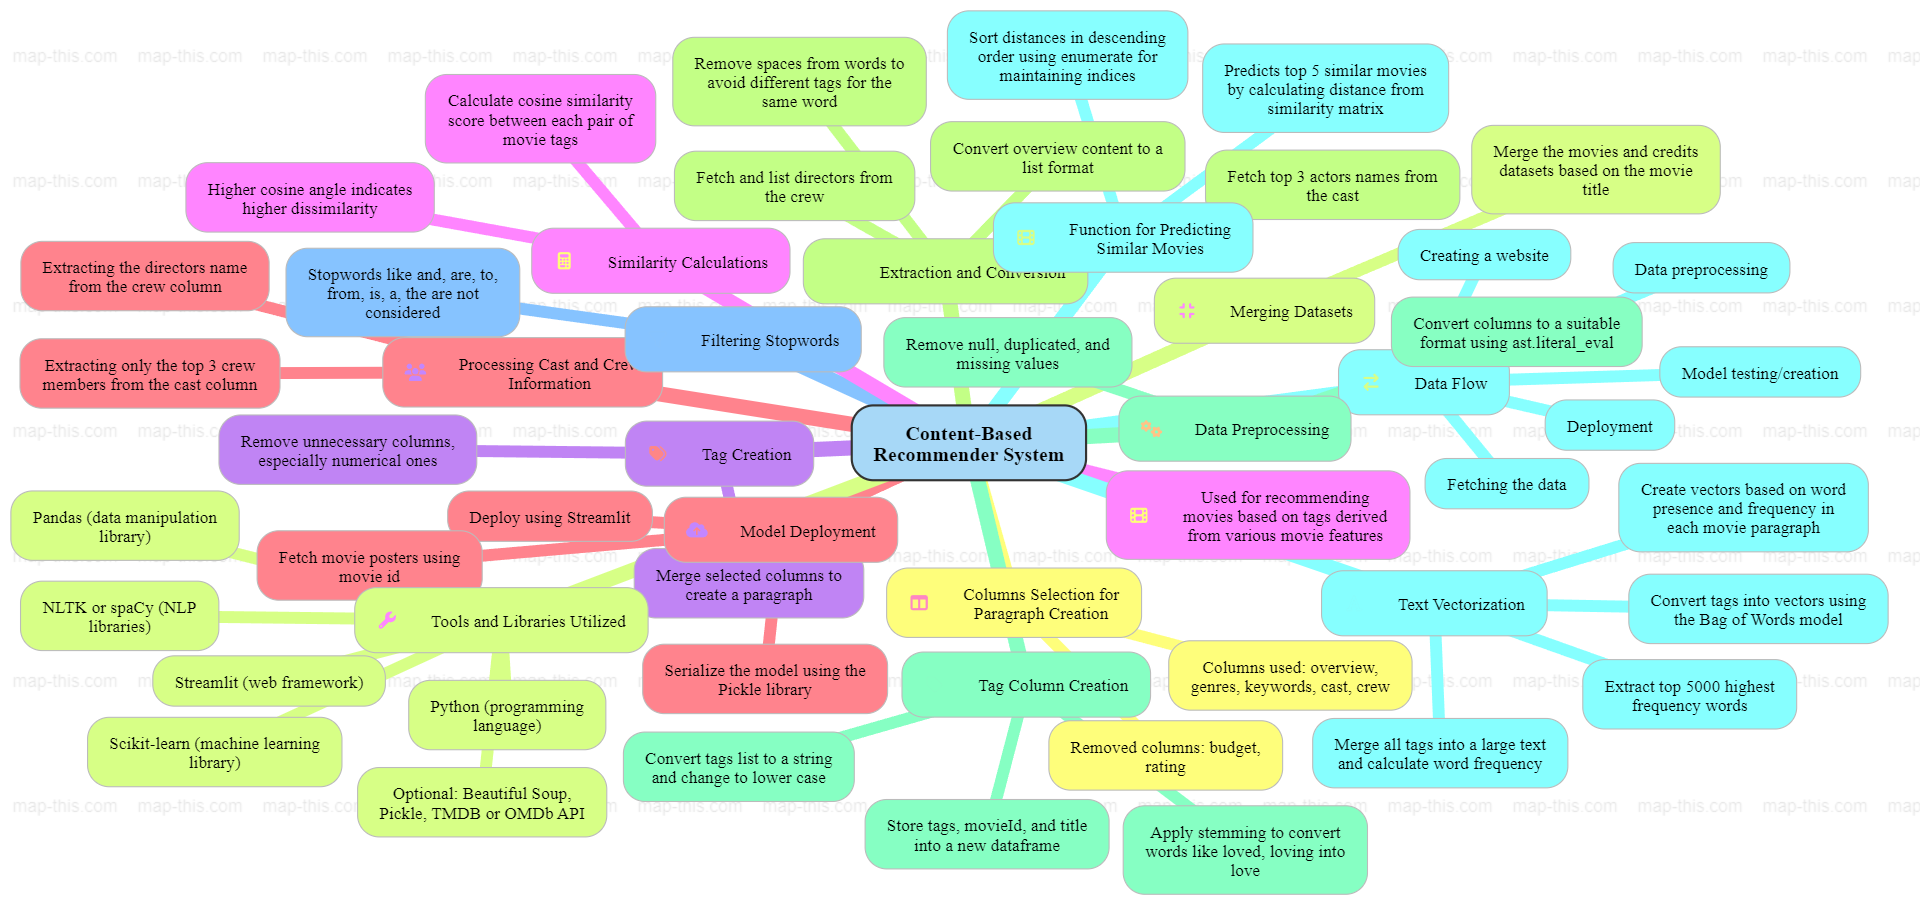 Content-Based
Recommender System
Sort distances in descending
order using enumerate for
maintaining indices
Predicts top 5 similar movies
by calculating distance from
similarity matrix
Function for Predicting
Similar Movies
Remove spaces from words to
avoid different tags for the
same word
Convert overview content to a
list format
Fetch and list directors from
the crew
Fetch top 3 actors names from
the cast
Extraction and Conversion
Merge the movies and credits
datasets based on the movie
title
Merging Datasets
Creating a website
Data preprocessing
Model testing/creation
Deployment
Fetching the data
Data Flow
Convert columns to a suitable
format using ast.literal_eval
Remove null, duplicated, and
missing values
Data Preprocessing
Used for recommending
movies based on tags derived
from various movie features
Create vectors based on word
presence and frequency in
each movie paragraph
Convert tags into vectors using
the Bag of Words model
Extract top 5000 highest
frequency words
Merge all tags into a large text
and calculate word frequency
Text Vectorization
Columns Selection for
Paragraph Creation
Columns used: overview,
genres, keywords, cast, crew
Removed columns: budget,
rating
Tag Column Creation
Convert tags list to a string
and change to lower case
Store tags, movieId, and title
into a new dataframe
Apply stemming to convert
words like loved, loving into
love
Calculate cosine similarity
score between each pair of
movie tags
Higher cosine angle indicates
higher dissimilarity
Similarity Calculations
Stopwords like and, are, to,
from, is, a, the are not
considered
Filtering Stopwords
Extracting the directors name
from the crew column
Extracting only the top 3 crew
members from the cast column
Processing Cast and Crew
Information
Remove unnecessary columns,
especially numerical ones
Tag Creation
Merge selected columns to
create a paragraph
Deploy using Streamlit
Fetch movie posters using
movie id
Model Deployment
Serialize the model using the
Pickle library
Pandas (data manipulation
library)
NLTK or spaCy (NLP
libraries)
Streamlit (web framework)
Scikit-learn (machine learning
library)
Python (programming
language)
Optional: Beautiful Soup,
Pickle, TMDB or OMDb API
Tools and Libraries Utilized
map-this.com